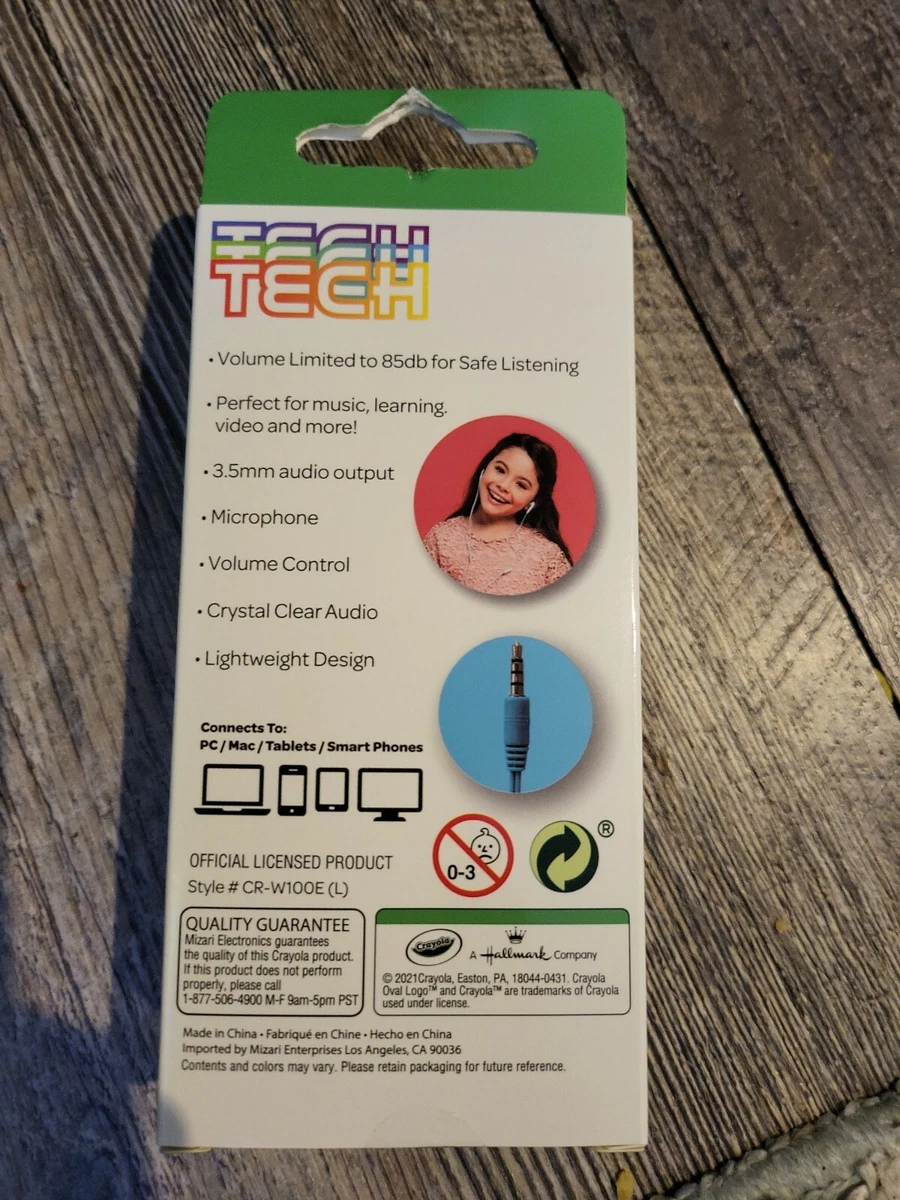 TECH
TECH
• Volume Limited to 85db for Safe Listening
• Perfect for music, learning.
video and more!
• 3.5mm audio output
• Microphone
• Volume Control
• Crystal Clear Audio
• Lightweight Design
Connects To:
PC / Mac / Tablets / Smart Phones
0-3
®
OFFICIAL LICENSED PRODUCT
Style # CR-W100E (L)
QUALITY GUARANTEE
Mizari Electronics guarantees
the quality of this Crayola product.
If this product does not perform
properly, please call
1-877-506-4900 M-F 9am-5pm PST
Crayola
A Hallmark Company
© 2021Crayola, Easton, PA, 18044-0431. Crayola
Oval Logo™ and Crayola™ are trademarks of Crayola
used under license.
Made in China • Fabriqué en Chine • Hecho en China
Imported by Mizari Enterprises Los Angeles, CA 90036
Contents and colors may vary. Please retain packaging for future reference.